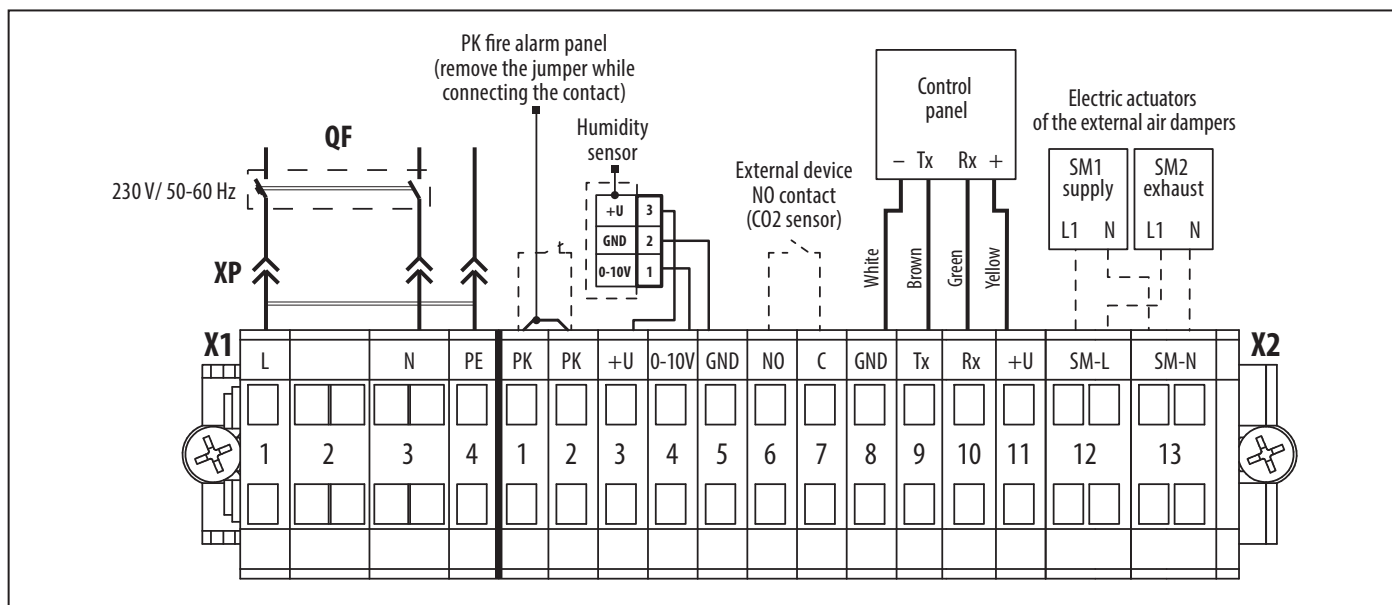 PK fire alarm panel
(remove the jumper while
connecting the contact)
QF
230 V/ 50-60 Hz
XP
Humidity
sensor
+U 3
GND 2
0-10V 1
External device
NO contact
(CO2 sensor)
Control
panel
– Tx Rx +
White
Brown
Green
Yellow
Electric actuators
of the external air dampers
SM1
supply
L1 N
SM2
exhaust
L1 N
X1
X2
L N PE PK PK +U 0-10V GND NO C GND Tx Rx +U SM-L SM-N
1 2 3 4 1 2 3 4 5 6 7 8 9 10 11 12 13